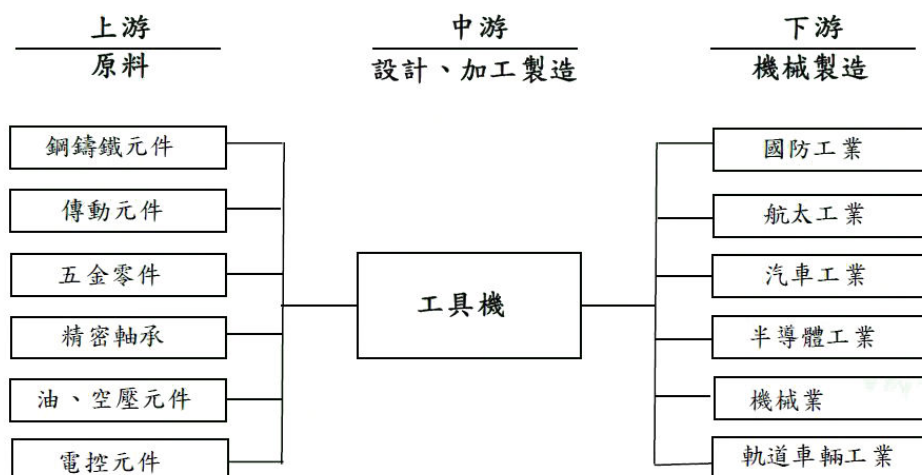 上游
原料
中游
設計、加工製造
下游
機械製造
鋼鑄鐵元件
傳動元件
五金零件
精密軸承
油、空壓元件
電控元件
工具機
國防工業
航太工業
汽車工業
半導體工業
機械業
軌道車輛工業